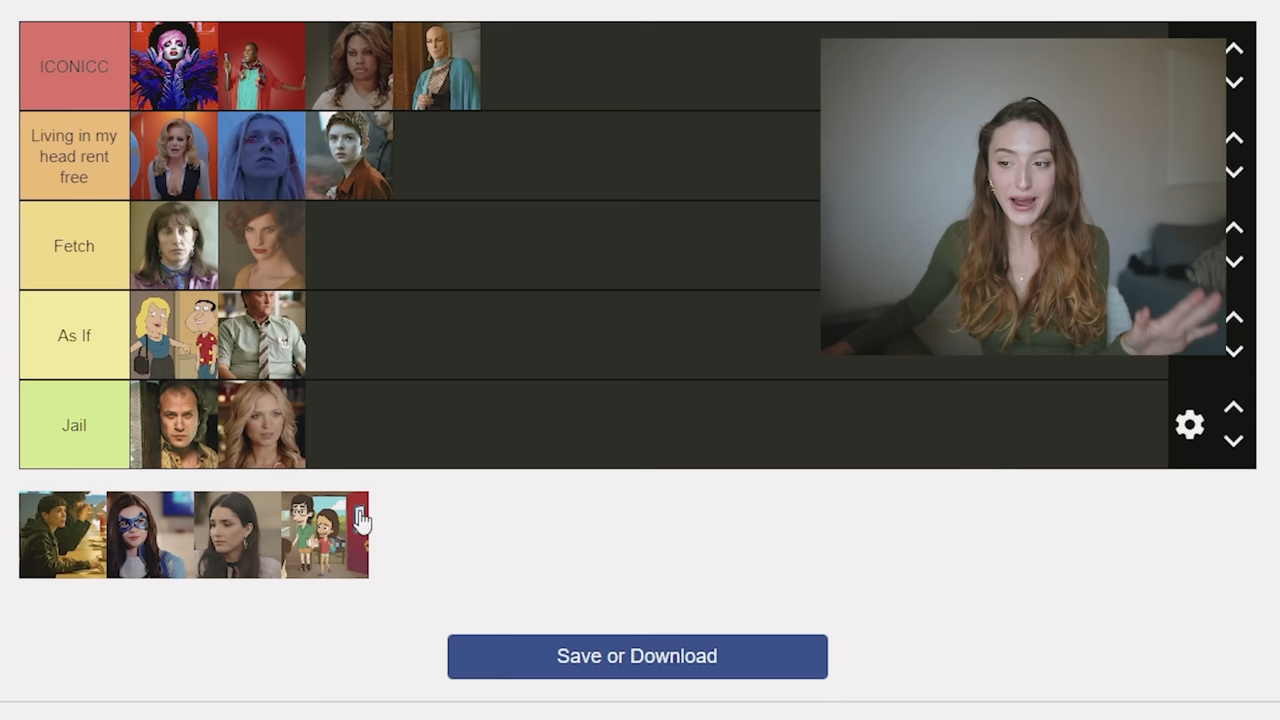 ICONICC
Living in my
head rent
free
Fetch
As If
Jail
Save or Download